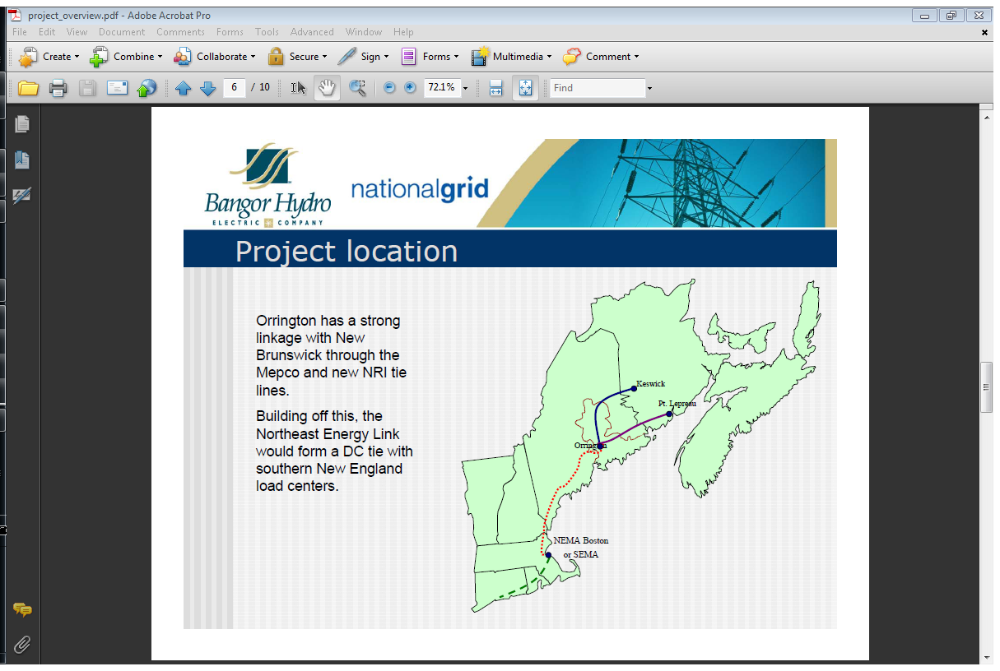 project_overview.pdf - Adobe Acrobat Pro
File Edit View Document Comments Forms Tools Advanced Window Help
Create Combine Collaborate Secure Sign Forms Multimedia Comment
6 / 10 72.1% Find
Bangor Hydro
ELECTRIC COMPANY
nationalgrid
Project location
Orrington has a strong
linkage with New
Brunswick through the
Mepco and new NRI tie
lines.
Building off this, the
Northeast Energy Link
would form a DC tie with
southern New England
load centers.
Keswick
Pt. Lepreau
Orrington
NEMA Boston
or SEMA